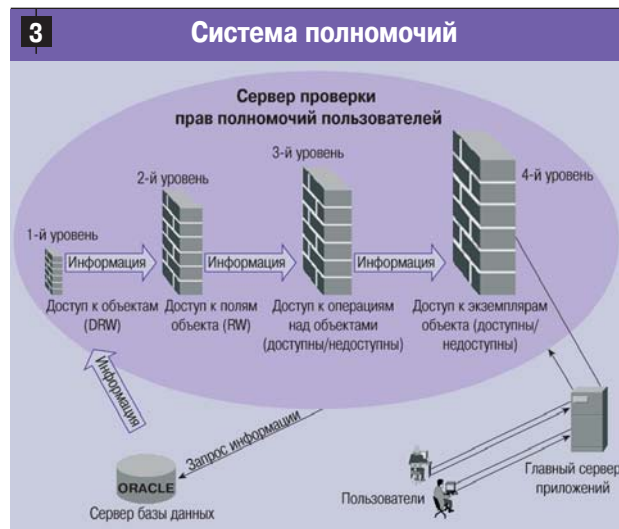 3
Система полномочий
Сервер проверки
прав полномочий пользователей
1-й уровень
2-й уровень
3-й уровень
4-й уровень
Информация
Информация
Информация
Доступ к объектам
(DRW)
Доступ к полям
объекта (RW)
Доступ к операциям
над объектами
(доступны/недоступны)
Доступ к экземплярам
объекта (доступны/
недоступны)
Информация
Запрос информации
ORACLE
Сервер базы данных
Пользователи
Главный сервер
приложений